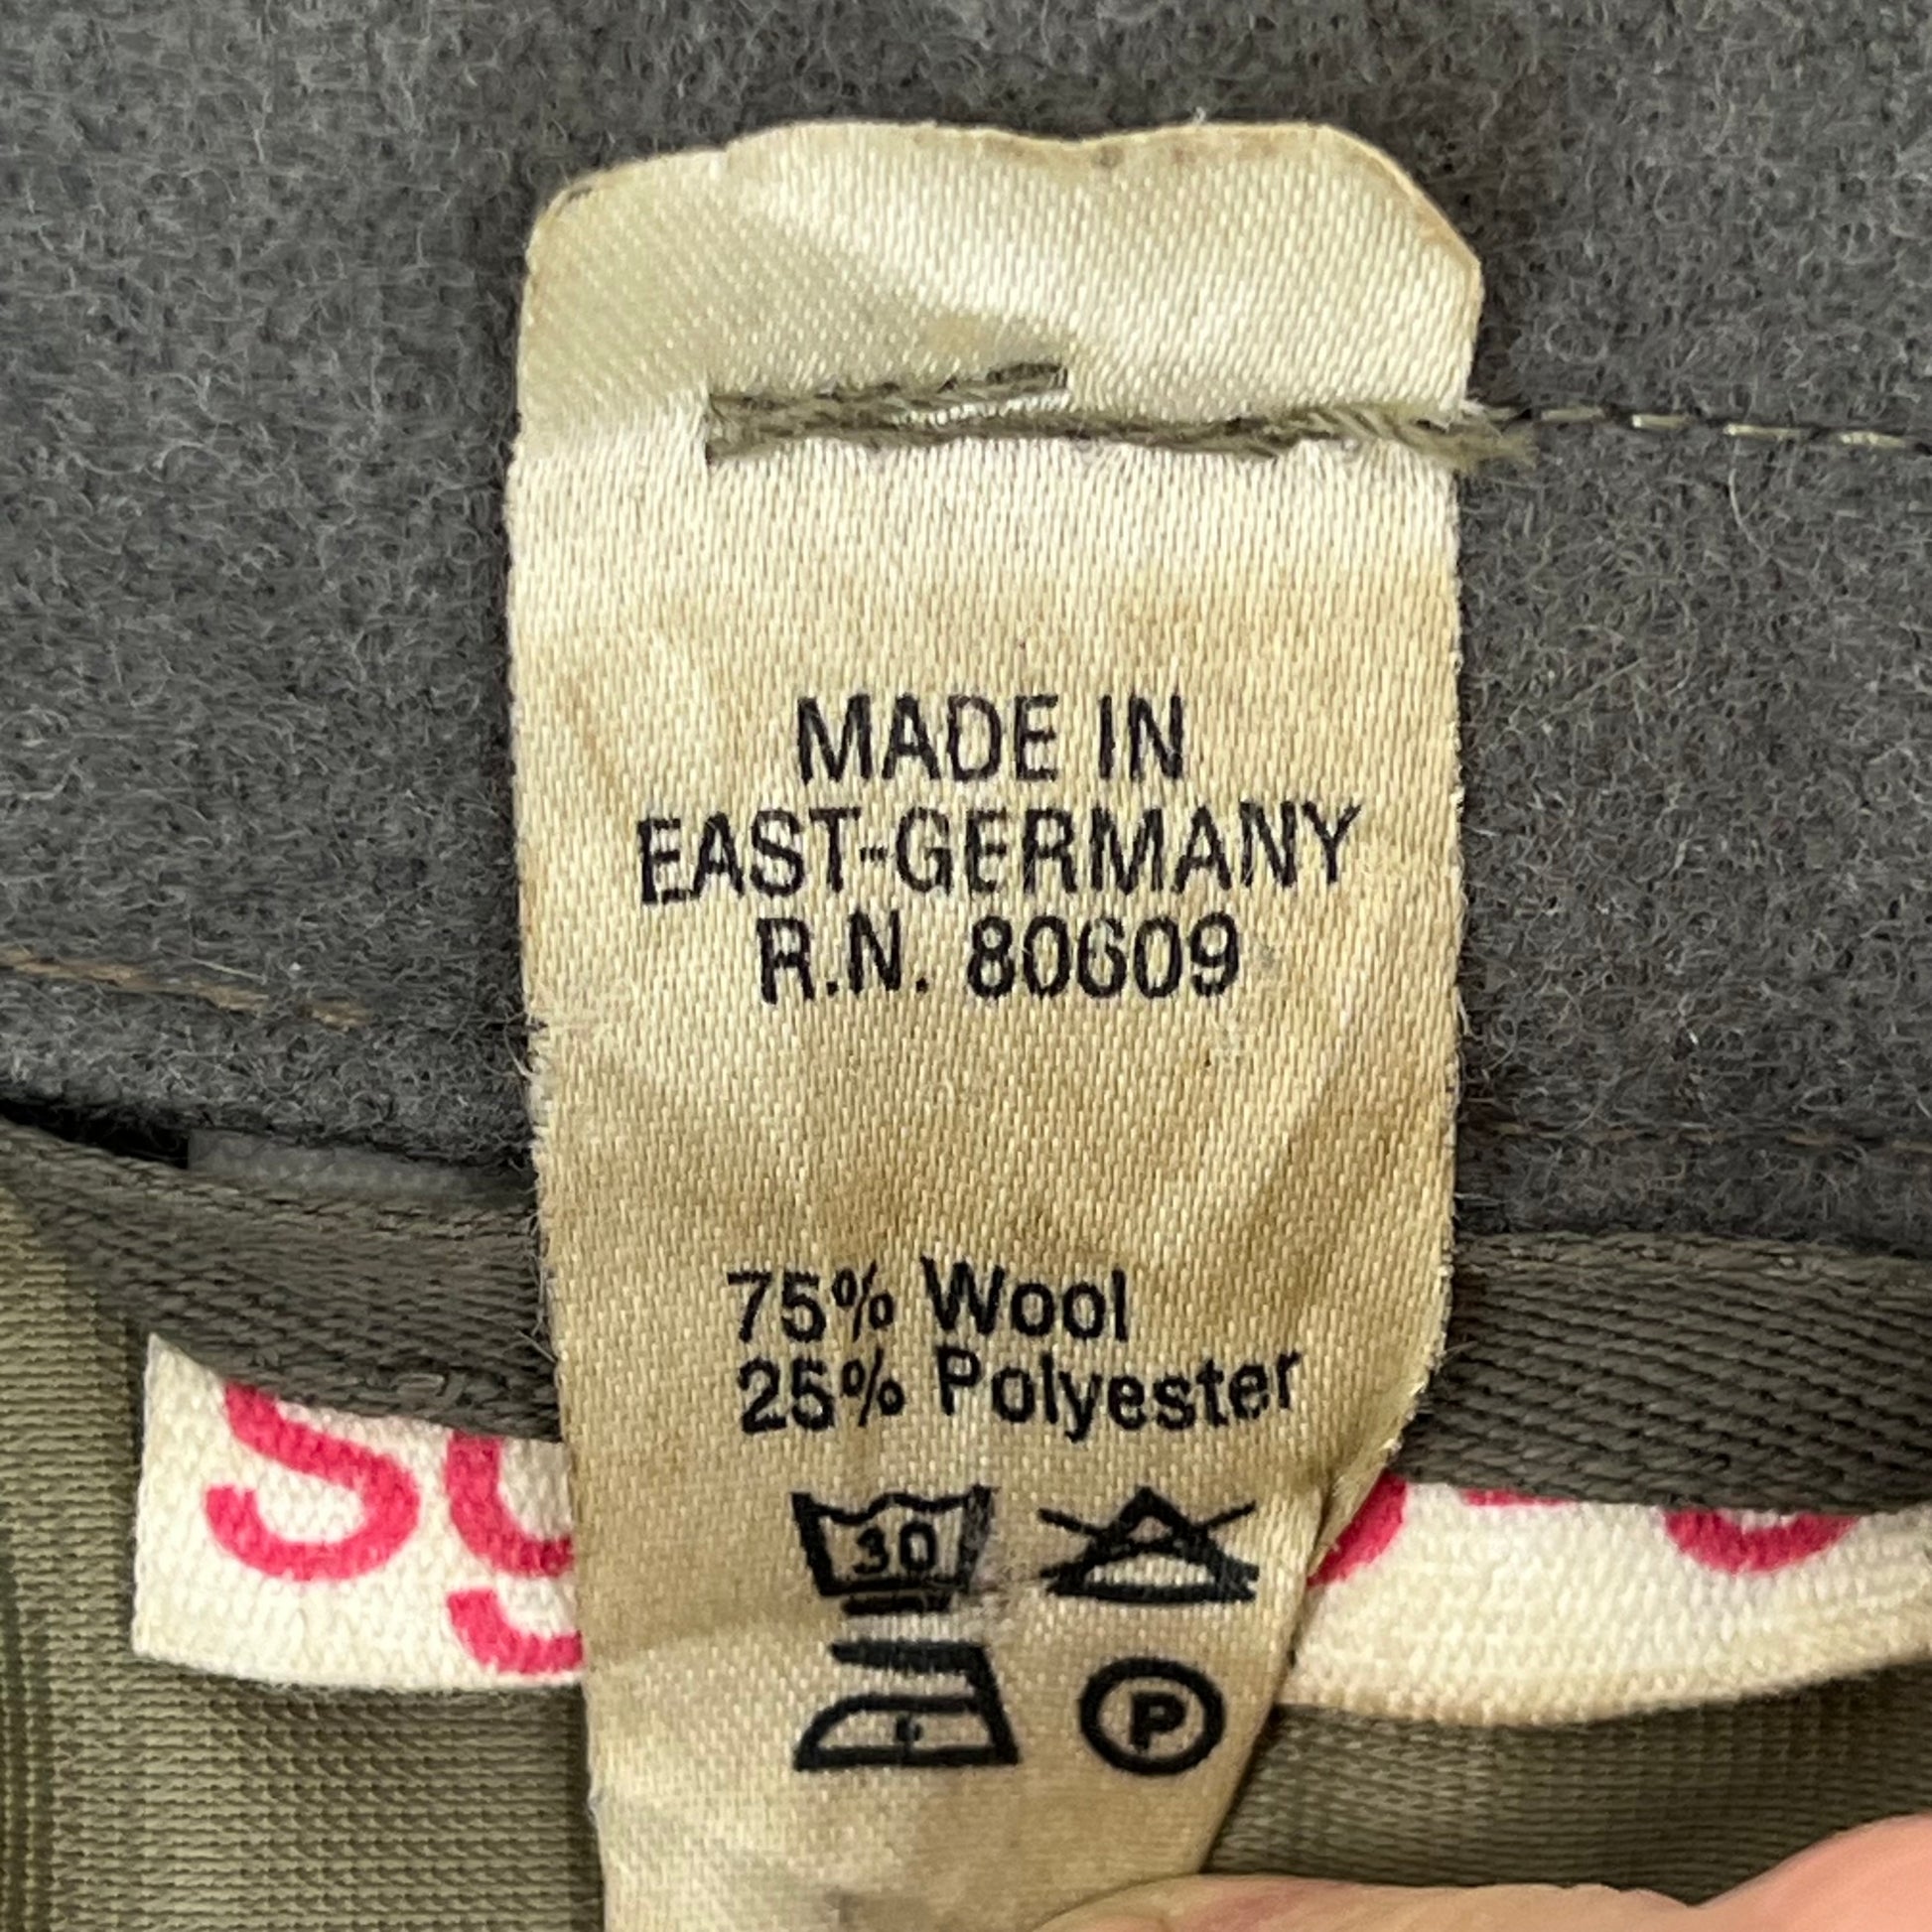 MADE IN
EAST-GERMANY
R.N. 80609
75% Wool
25% Polyester
30
P